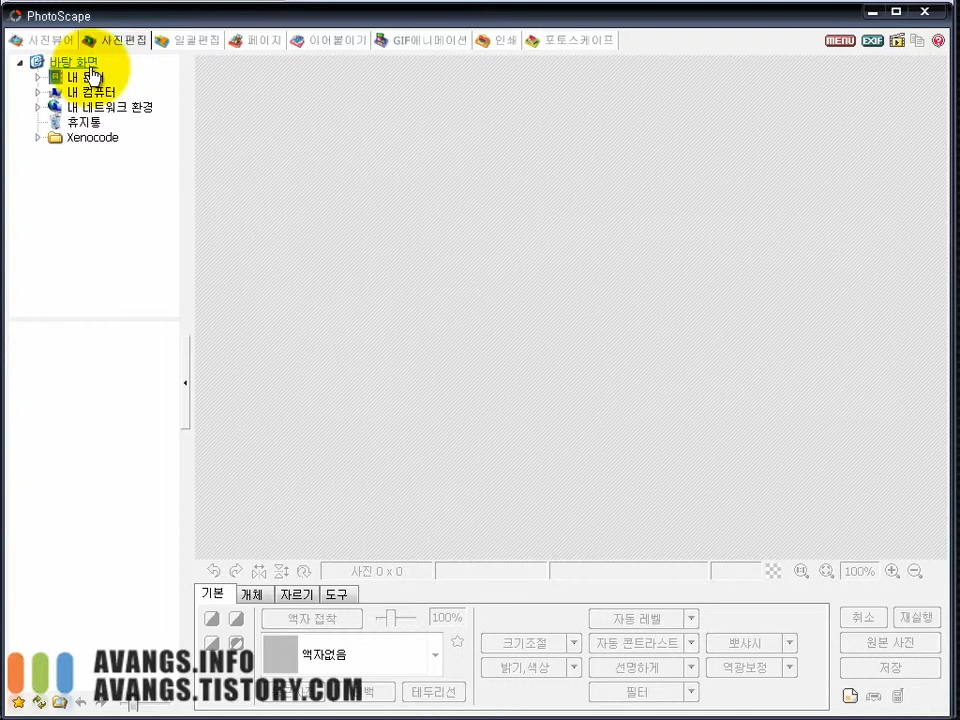 PhotoScape
사진뷰어 사진편집 일괄편집 페이지 이어붙이기 GIF애니메이션 인쇄 포토스케이프 MENU EXIF
바탕 화면
내
내 컴퓨터
내 네트워크 환경
휴지통
Xenocode
사진 0 x 0 100%
기본 개체 자르기 도구
액자 접착 100% 자동 레벨 취소 재실행
크기조절 자동 콘트라스트 뽀샤시 원본 사진
액자없음
밝기,색상 선명하게 역광보정 저장
테두리선 필터
AVANGS.INFO
AVANGS.TISTORY.COM